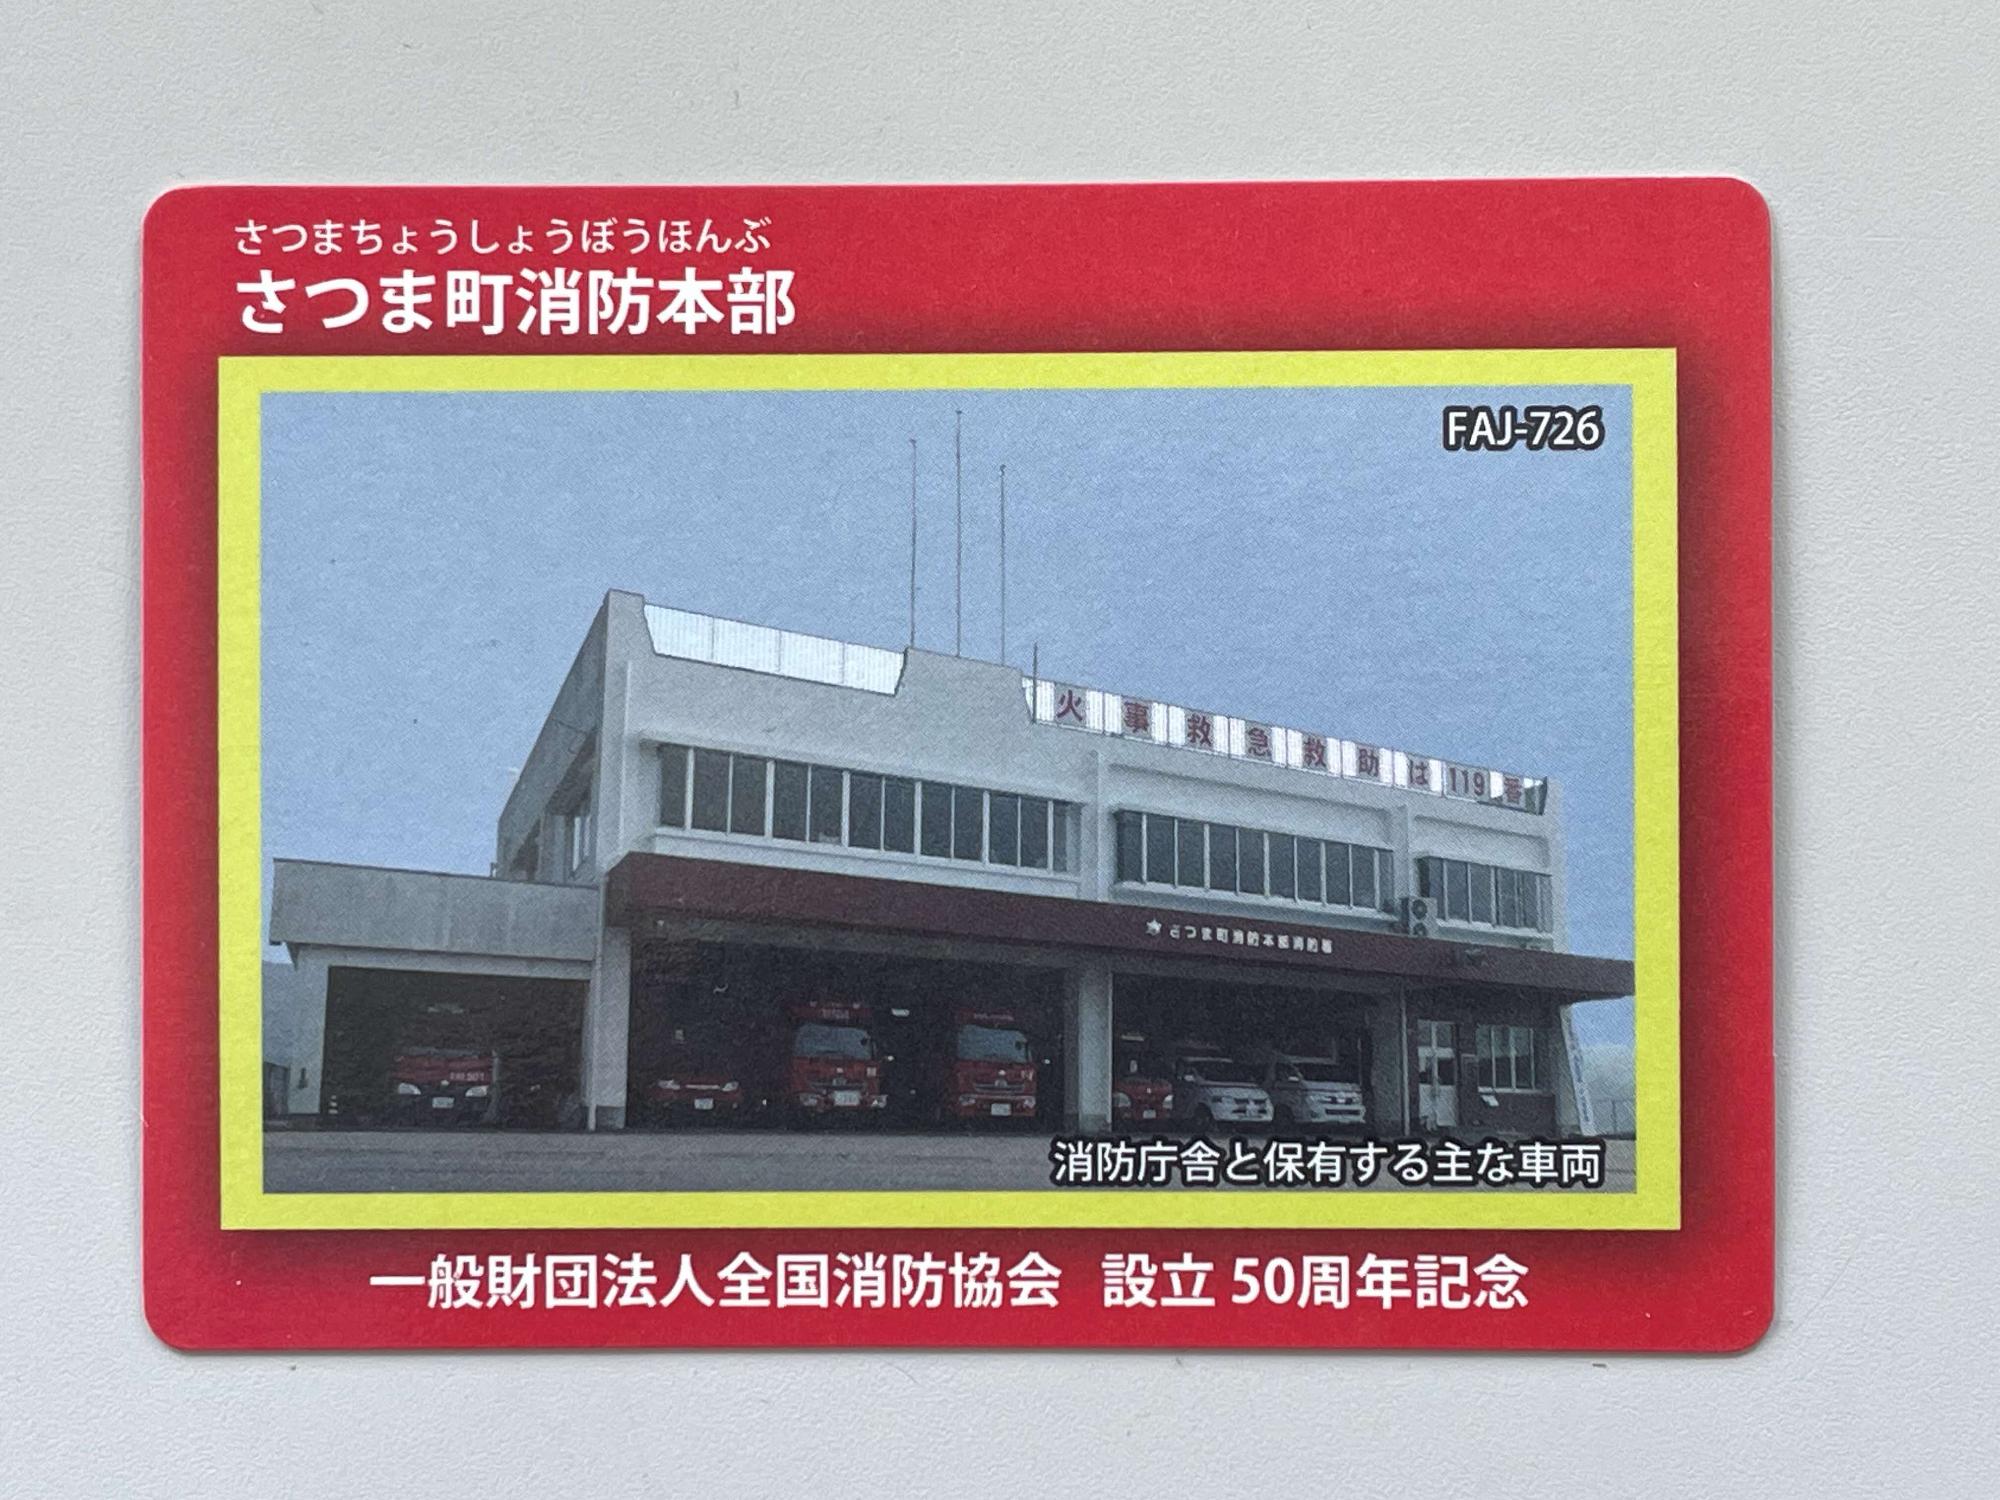 さつまちょうしょうぼうほんぶ
さつま町消防本部
FAJ-726
火事救急救助は119番
さつま町消防本部消防署
消防庁舎と保有する主な車両
一般財団法人全国消防協会 設立50周年記念